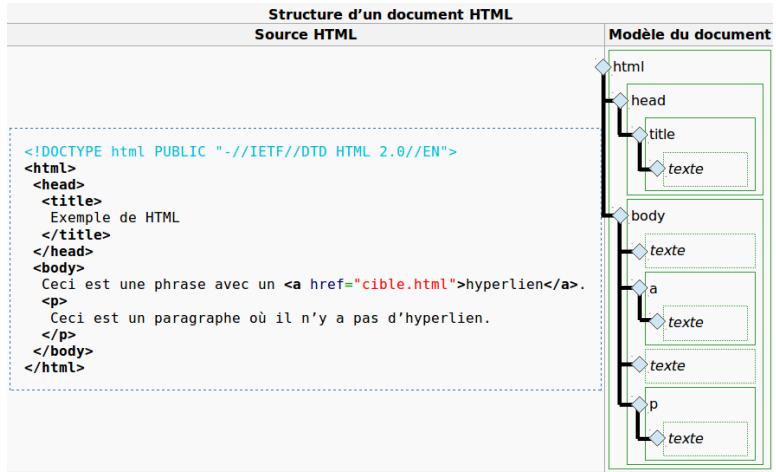 Structure d’un document HTML
Source HTML
Modèle du document
<!DOCTYPE html PUBLIC "-//IETF//DTD HTML 2.0//EN">
<html>
<head>
<title>
Exemple de HTML
</title>
</head>
<body>
Ceci est une phrase avec un <a href="cible.html">hyperlien</a>.
<p>
Ceci est un paragraphe où il n’y a pas d’hyperlien.
</p>
</body>
</html>
html
head
title
texte
body
texte
a
texte
texte
p
texte